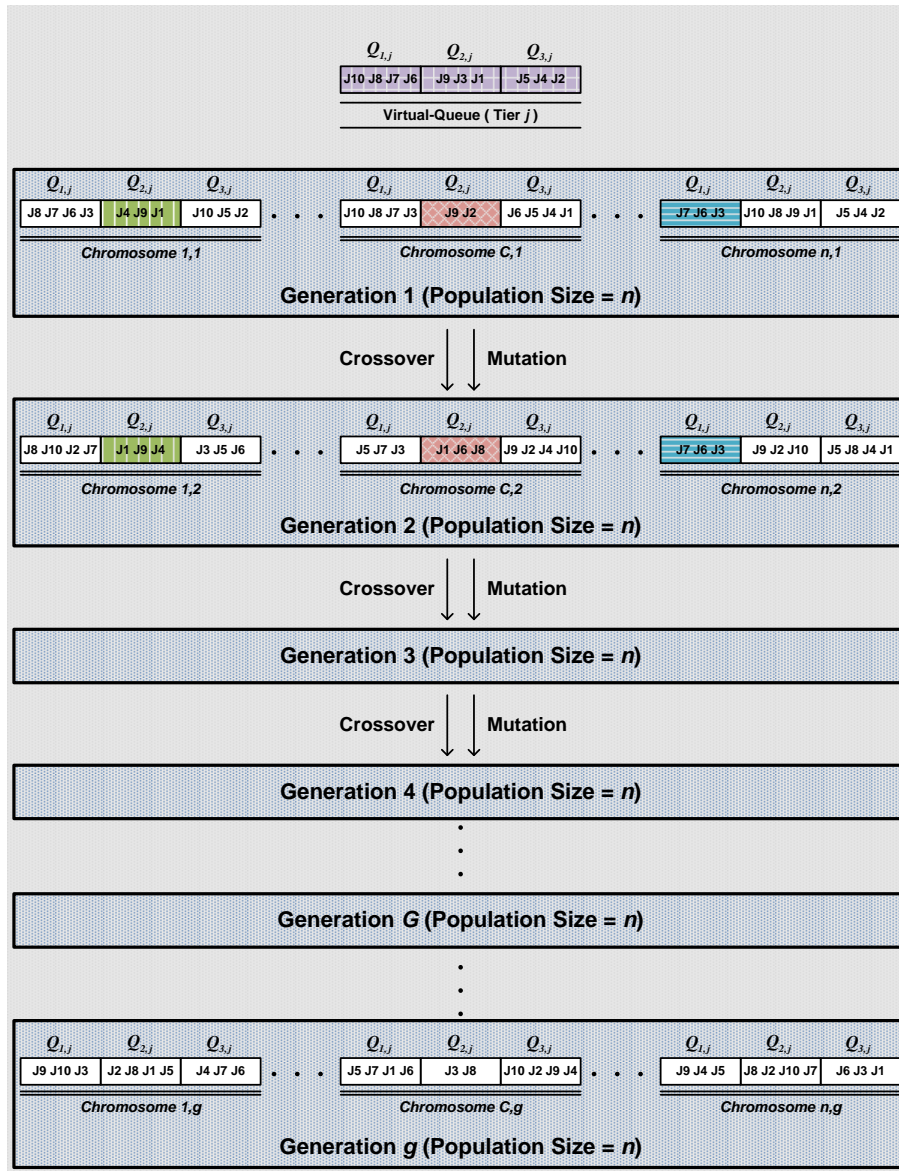 Q1,j Q2,j Q3,j
J10 J8 J7 J6 J9 J3 J1 J5 J4 J2
Virtual-Queue ( Tier j )
Q1,j Q2,j Q3,j Q1,j Q2,j Q3,j Q1,j Q2,j Q3,j
J8 J7 J6 J3 J4 J9 J1 J10 J5 J2 . . . J10 J8 J7 J3 J9 J2 J6 J5 J4 J1 . . . J7 J6 J3 J10 J8 J9 J1 J5 J4 J2
Chromosome 1,1 Chromosome C,1 Chromosome n,1
Generation 1 (Population Size = n)
Crossover Mutation
Q1,j Q2,j Q3,j Q1,j Q2,j Q3,j Q1,j Q2,j Q3,j
J8 J10 J2 J7 J1 J9 J4 J3 J5 J6 . . . J5 J7 J3 J1 J6 J8 J9 J2 J4 J10 . . . J7 J6 J3 J9 J2 J10 J5 J8 J4 J1
Chromosome 1,2 Chromosome C,2 Chromosome n,2
Generation 2 (Population Size = n)
Crossover Mutation
Generation 3 (Population Size = n)
Crossover Mutation
Generation 4 (Population Size = n)
.
.
.
Generation G (Population Size = n)
.
.
.
Q1,j Q2,j Q3,j Q1,j Q2,j Q3,j Q1,j Q2,j Q3,j
J9 J10 J3 J2 J8 J1 J5 J4 J7 J6 . . . J5 J7 J1 J6 J3 J8 J10 J2 J9 J4 . . . J9 J4 J5 J8 J2 J10 J7 J6 J3 J1
Chromosome 1,g Chromosome C,g Chromosome n,g
Generation g (Population Size = n)